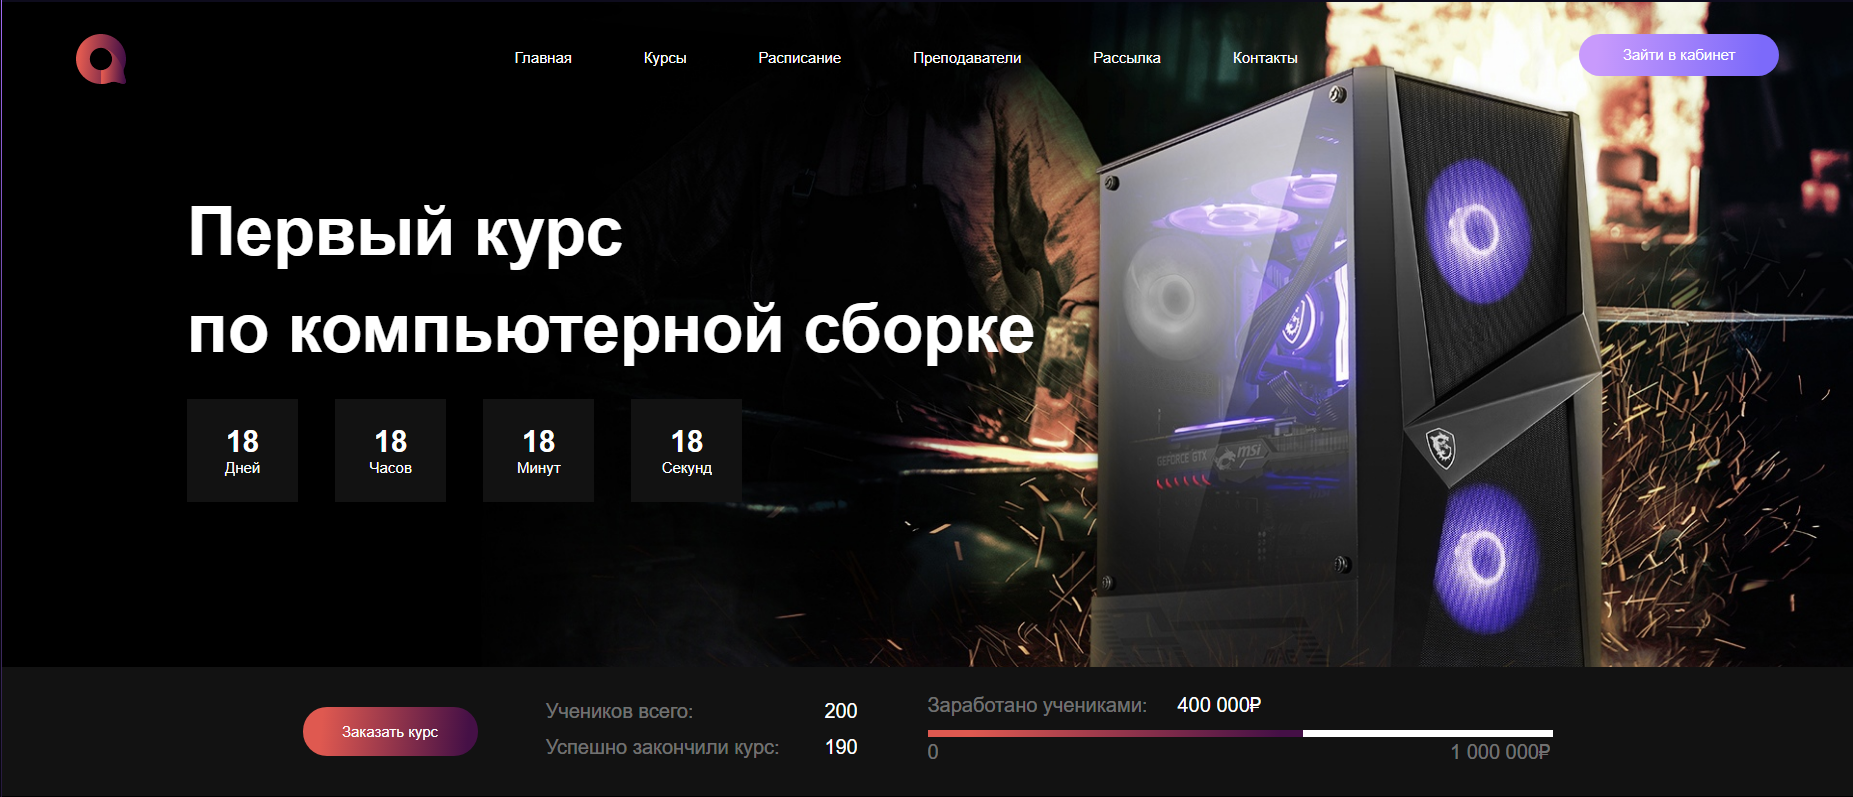 Главная Курсы Расписание Преподаватели Рассылка Контакты Зайти в кабинет
Первый курс
по компьютерной сборке
18 18 18 18
Дней Часов Минут Секунд
GEFORCE GTX msi
Заказать курс
Учеников всего: 200
Успешно закончили курс: 190
Заработано учениками: 400 000₽
0 1 000 000₽